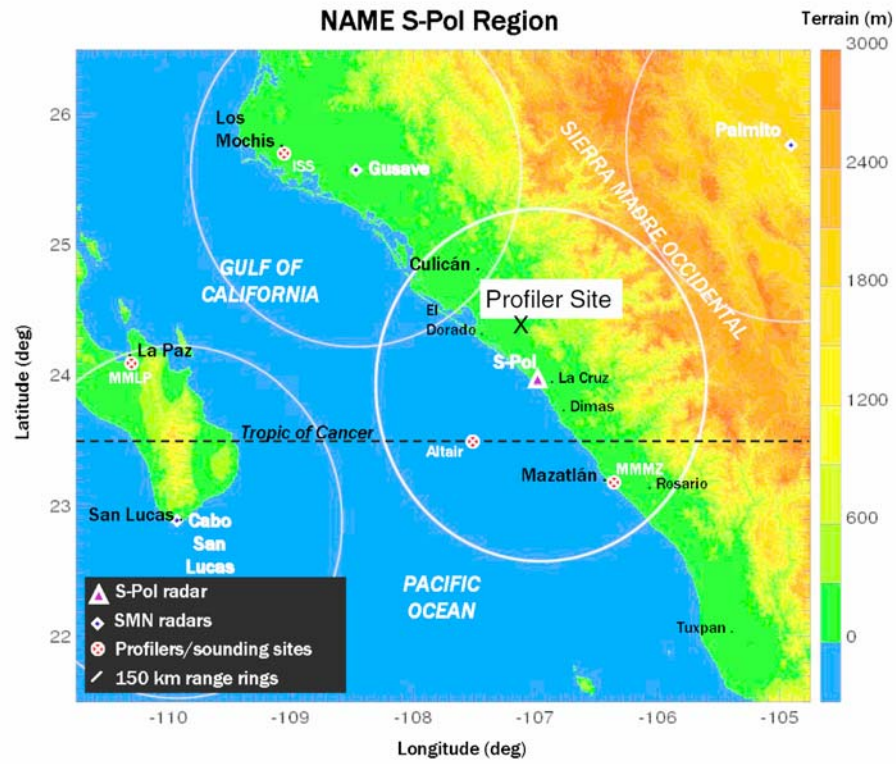 NAME S-Pol Region
Terrain (m)
3000
2400
1800
1200
600
0
26
25
24
23
22
Latitude (deg)
Los
Mochis
ISS
Gusave
Palmito
SIERRA MADRE OCCIDENTAL
GULF OF
CALIFORNIA
Culicán
Profiler Site
X
El
Dorado
S-Pol
La Cruz
Dimas
La Paz
MMLP
Tropic of Cancer
Altair
Mazatlán
MMMZ
Rosario
San Lucas
Cabo
San
Lucas
PACIFIC
OCEAN
Tuxpan
S-Pol radar
SMN radars
Profilers/sounding sites
150 km range rings
-110
-109
-108
-107
-106
-105
Longitude (deg)